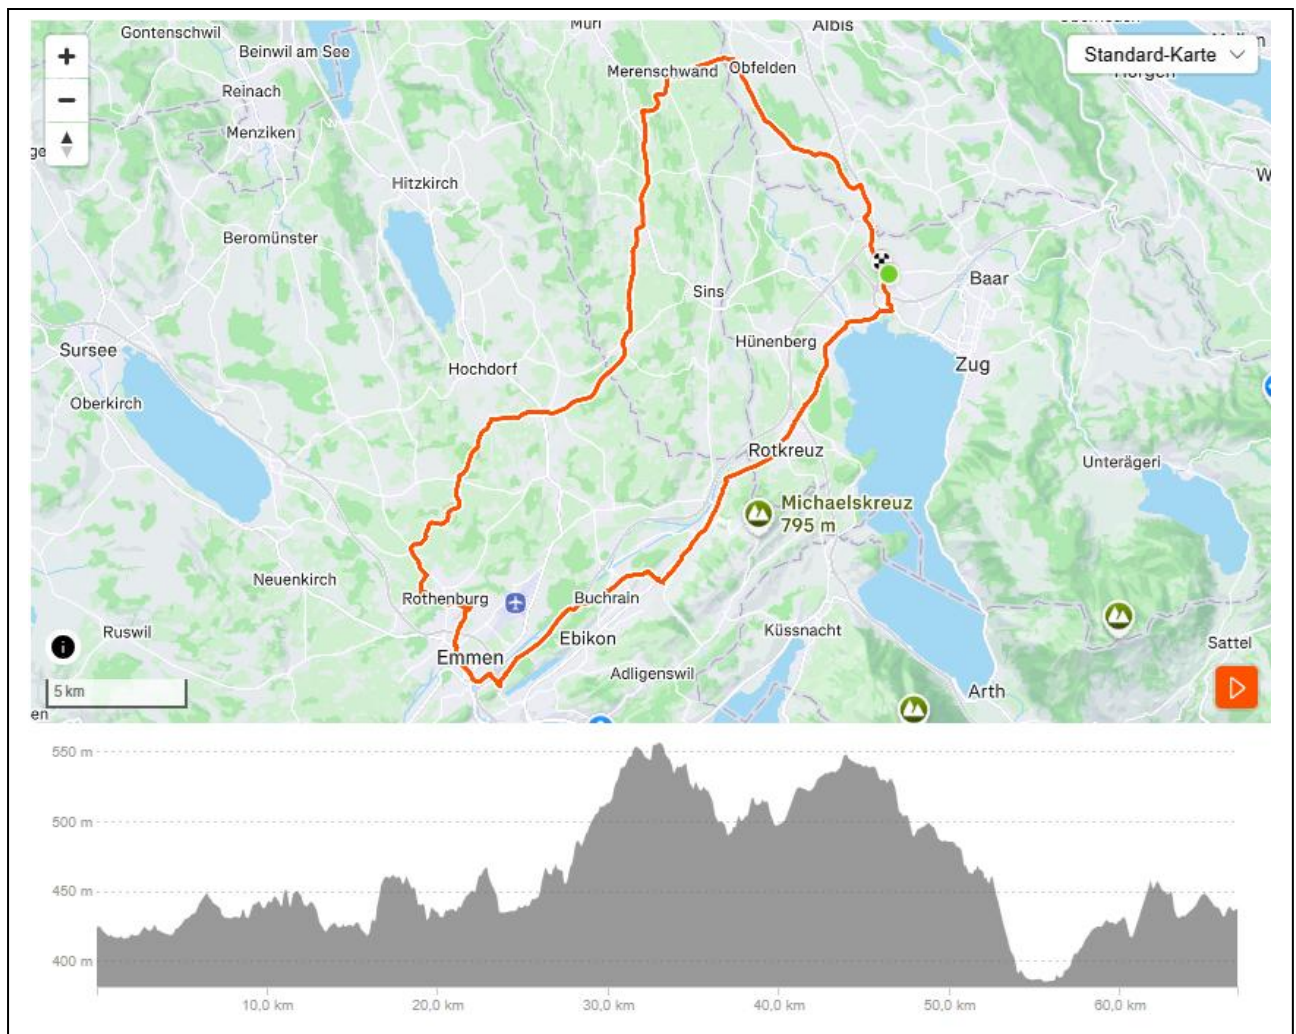 Gontenschwil
Muri
Albis
Beinwil am See
Standard-Karte
Horgen
Merenschwand
Obfelden
Reinach
Menziken
Hitzkirch
Beromünster
Sins
Baar
Hünenberg
Sursee
Zug
Hochdorf
Oberkirch
Rotkreuz
Unterägeri
Michaelskreuz
795 m
Neuenkirch
Rothenburg
Buchrain
Ruswil
Ebikon
Küssnacht
Sattel
Emmen
Adligenswil
5 km
Arth
550 m
500 m
450 m
400 m
10,0 km
20,0 km
30,0 km
40,0 km
50,0 km
60,0 km